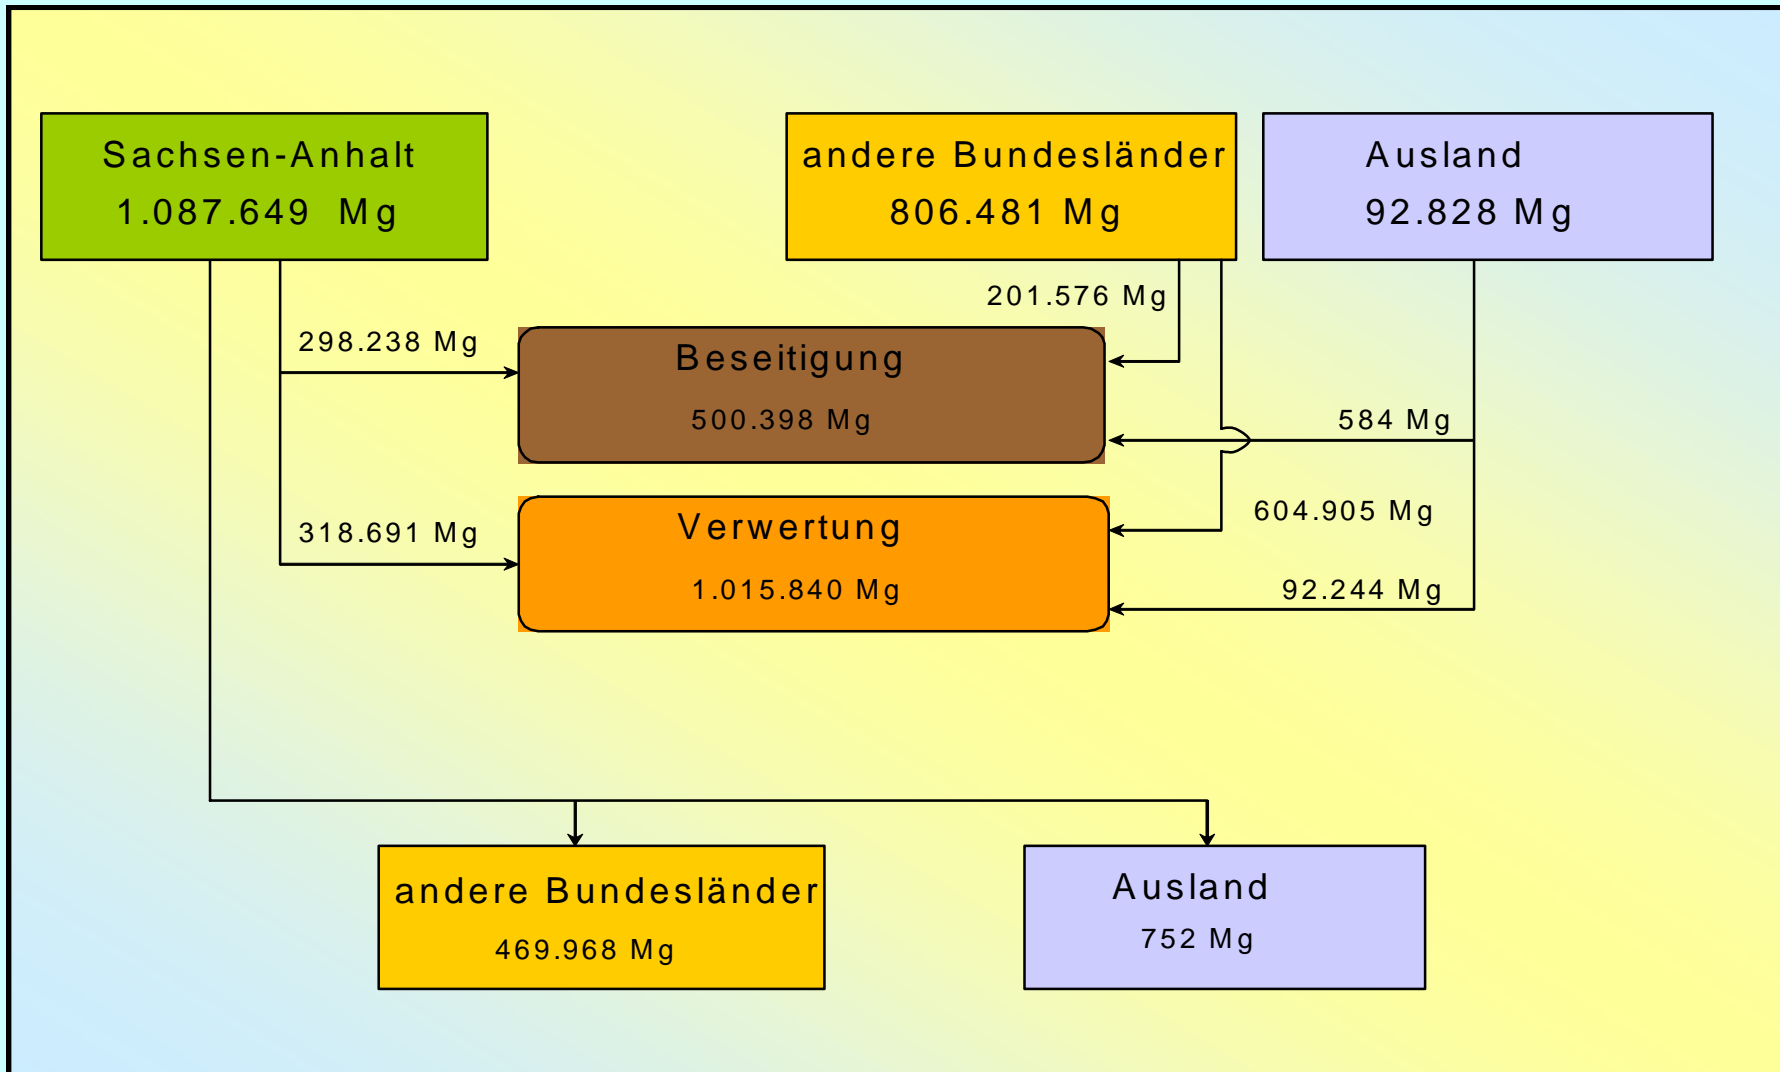 Sachsen-Anhalt
1.087.649 Mg
andere Bundesländer
806.481 Mg
Ausland
92.828 Mg
201.576 Mg
298.238 Mg
Beseitigung
500.398 Mg
584 Mg
318.691 Mg
Verwertung
1.015.840 Mg
604.905 Mg
92.244 Mg
andere Bundesländer
469.968 Mg
Ausland
752 Mg